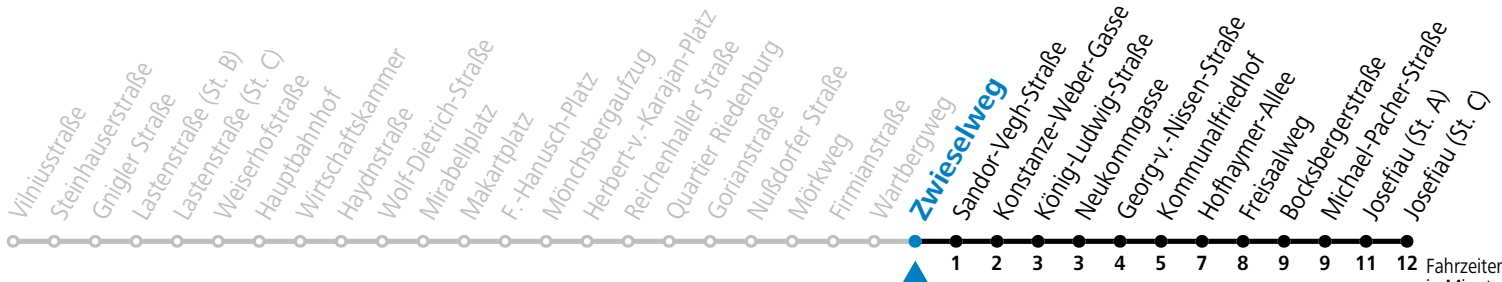 Vilniusstraße
Steinhauserstraße
Gnigler Straße
Lastenstraße (St. B)
Lastenstraße (St. C)
Weiserhofstraße
Hauptbahnhof
Wirtschaftskammer
Haydnstraße
Wolf-Dietrich-Straße
Mirabellplatz
Makartplatz
F.-Hanusch-Platz
Mönchsbergaufzug
Herbert-v.-Karajan-Platz
Reichenhaller Straße
Quartier Riedenburg
Gorianstraße
Nußdorfer Straße
Mörkweg
Firmianstraße
Wartbergweg
Zwieselweg
Sandor-Vegh-Straße
Konstanze-Weber-Gasse
König-Ludwig-Straße
Neukommgasse
Georg-v.-Nissen-Straße
Kommunalfriedhof
Hofhaymer-Allee
Freisaalweg
Bocksbergerstraße
Michael-Pacher-Straße
Josefiau (St. A)
Josefiau (St. C)
1 2 3 3 4 5 7 8 9 9 11 12 Fahrzeiten